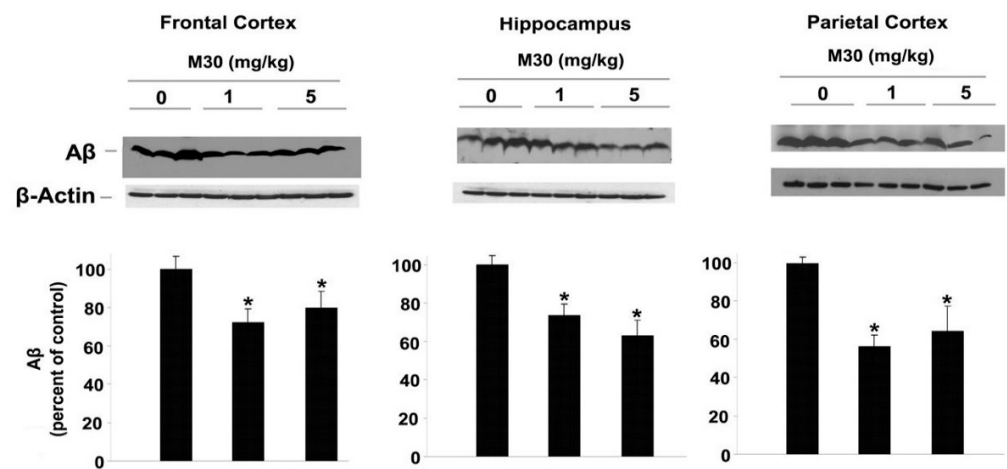 Frontal Cortex
M30 (mg/kg)
0 1 5
Hippocampus
M30 (mg/kg)
0 1 5
Parietal Cortex
M30 (mg/kg)
0 1 5
Aβ
β-Actin
Aβ
(percent of control)
100
80
60
40
20
0
*
*
100
80
60
40
20
0
*
*
100
80
60
40
20
0
*
*